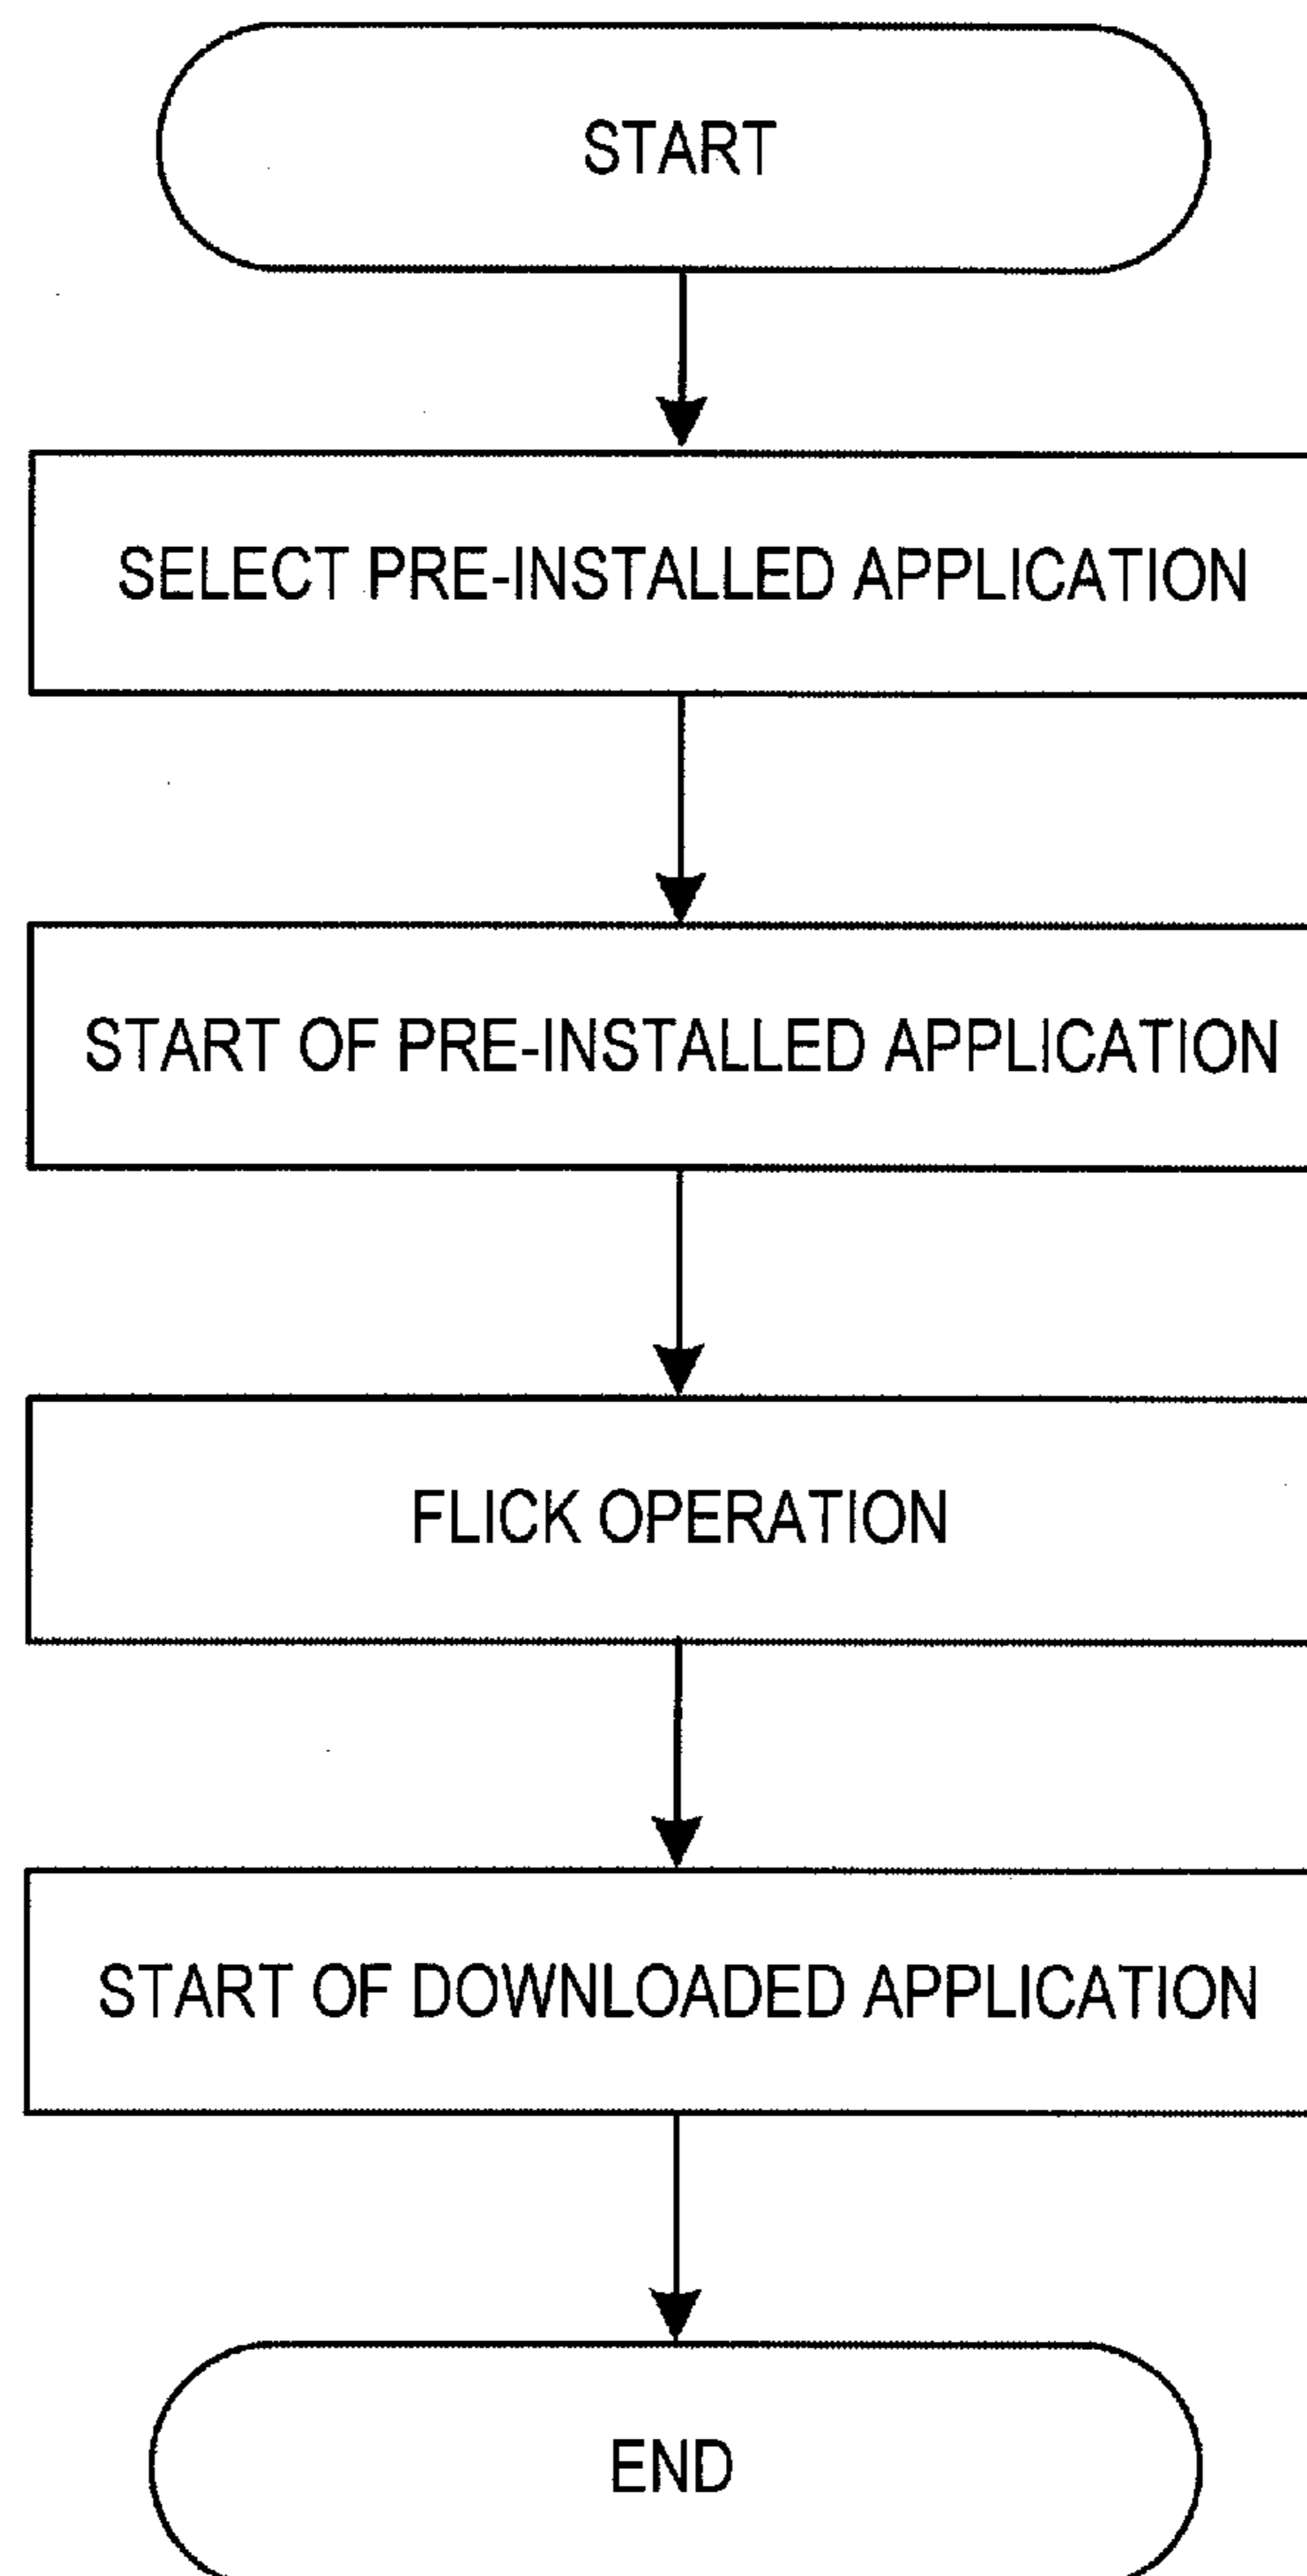 START
SELECT PRE-INSTALLED APPLICATION
START OF PRE-INSTALLED APPLICATION
FLICK OPERATION
START OF DOWNLOADED APPLICATION
END